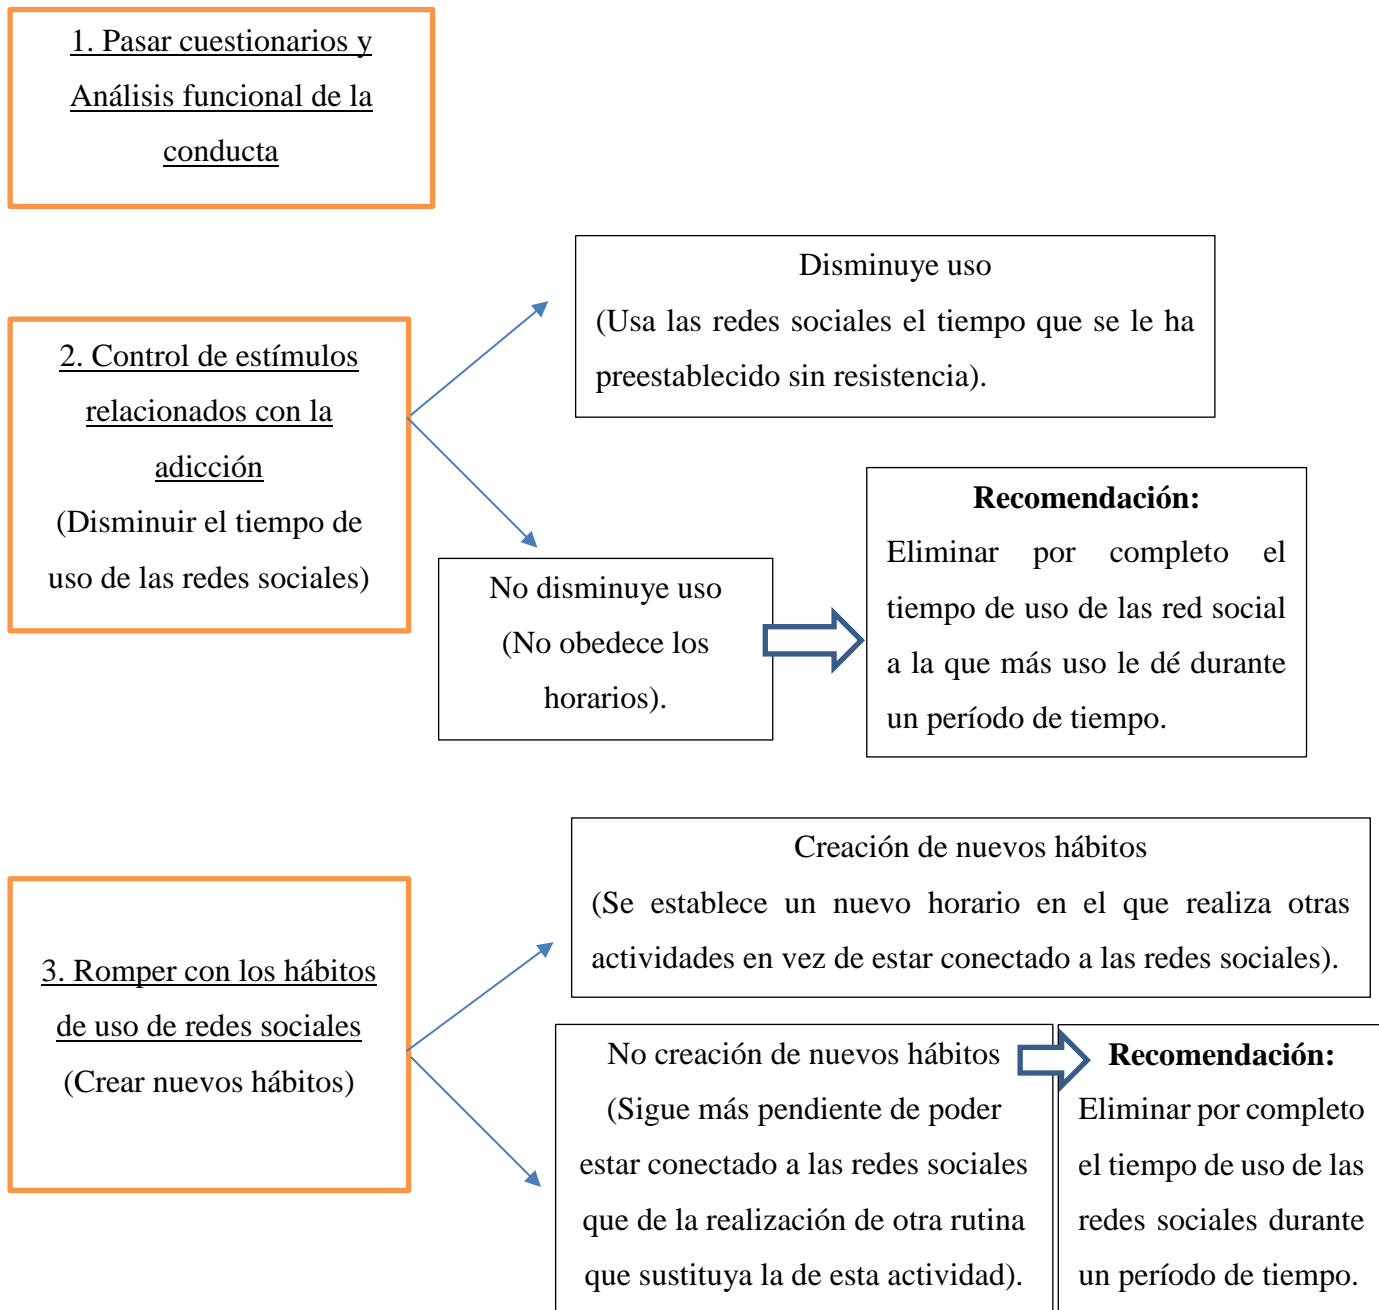 1. Pasar cuestionarios y
Análisis funcional de la
conducta
Disminuye uso
(Usa las redes sociales el tiempo que se le ha
preestablecido sin resistencia).
2. Control de estímulos
relacionados con la
adicción
(Disminuir el tiempo de
uso de las redes sociales)
No disminuye uso
(No obedece los
horarios).
Recomendación:
Eliminar por completo el
tiempo de uso de las red social
a la que más uso le dé durante
un período de tiempo.
Creación de nuevos hábitos
(Se establece un nuevo horario en el que realiza otras
actividades en vez de estar conectado a las redes sociales).
3. Romper con los hábitos
de uso de redes sociales
(Crear nuevos hábitos)
No creación de nuevos hábitos
(Sigue más pendiente de poder
estar conectado a las redes sociales
que de la realización de otra rutina
que sustituya la de esta actividad).
Recomendación:
Eliminar por completo
el tiempo de uso de las
redes sociales durante
un período de tiempo.